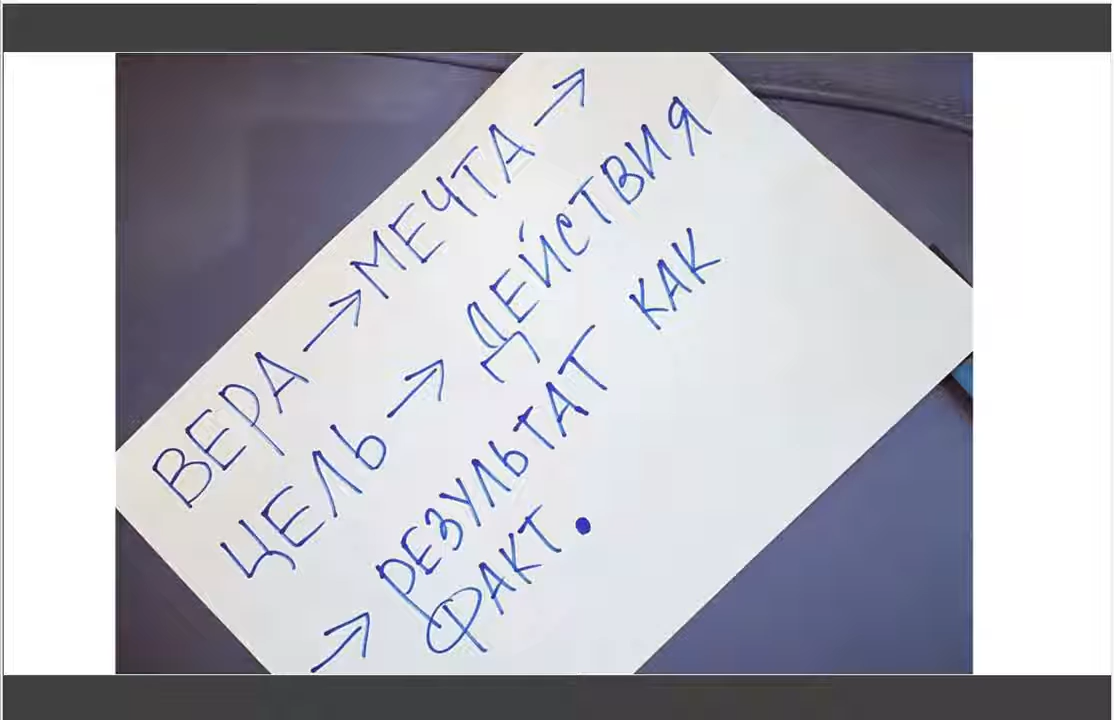 ВЕРА → МЕЧТА →
ЦЕЛЬ → ДЕЙСТВИЯ
→ РЕЗУЛЬТАТ КАК
ФАКТ.